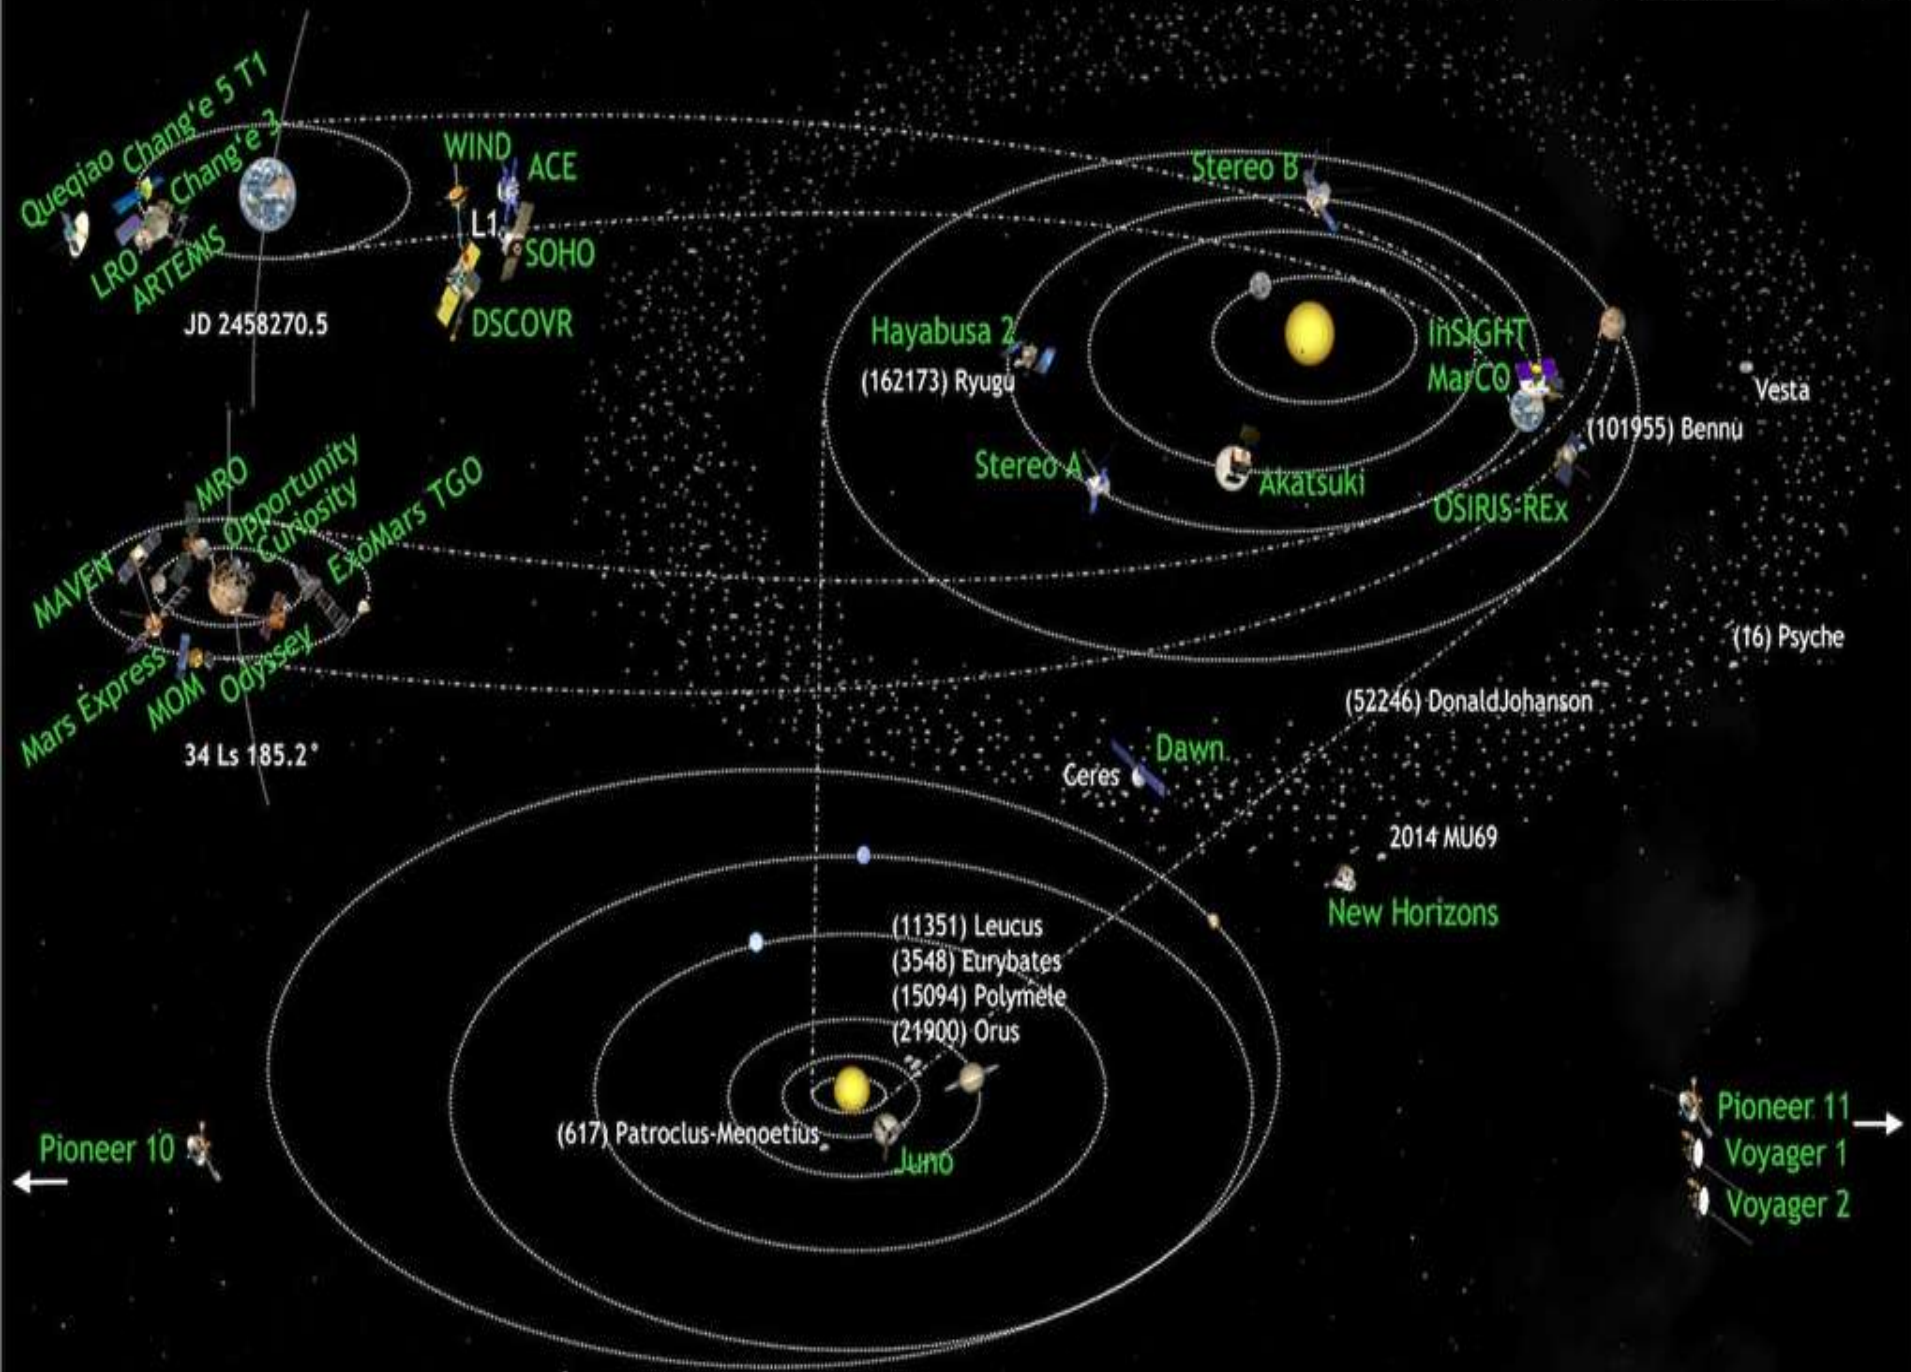 Chang'e 5 T1
Queqiao
Chang'e 3
LRO
ARTEMIS
JD 2458270.5
WIND
ACE
L1
SOHO
DSCOVR
Stereo B
Hayabusa 2
(162173) Ryugu
InSIGHT
MarCO
Vesta
(101955) Bennu
Stereo A
Akatsuki
OSIRIS-REx
MRO
Opportunity
Curiosity
ExoMars TGO
MAVEN
Mars Express
MOM
Odyssey
34 Ls 185.2°
(16) Psyche
(52246) DonaldJohanson
Dawn
Ceres
2014 MU69
New Horizons
(11351) Leucus
(3548) Eurybates
(15094) Polymele
(21900) Orus
(617) Patroclus-Menoetius
Juno
Pioneer 10
Pioneer 11
Voyager 1
Voyager 2